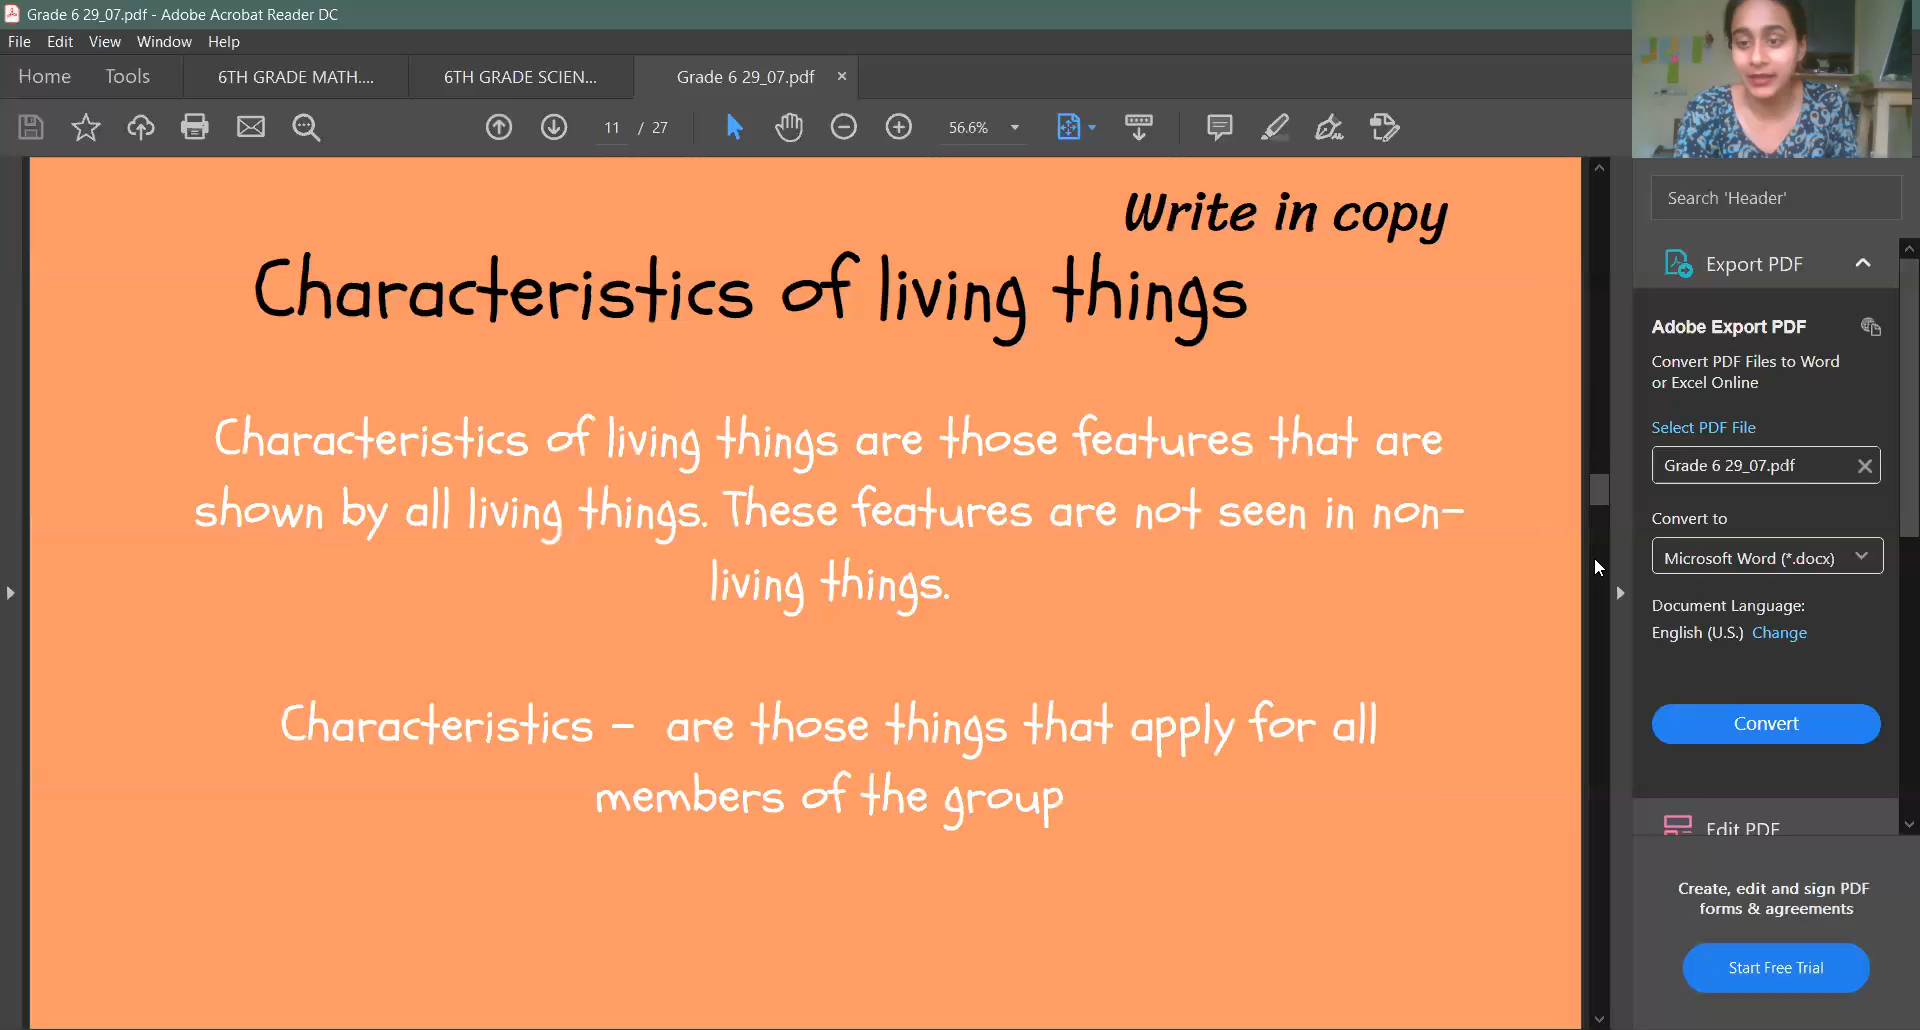 Grade 6 29_07.pdf - Adobe Acrobat Reader DC
File Edit View Window Help
Home Tools 6TH GRADE MATH.... 6TH GRADE SCIEN... Grade 6 29_07.pdf ×
11 / 27 56.6%
Write in copy
Characteristics of living things
Characteristics of living things are those features that are
shown by all living things. These features are not seen in non-
living things.
Characteristics - are those things that apply for all
members of the group
Search 'Header'
Export PDF
Adobe Export PDF
Convert PDF Files to Word
or Excel Online
Select PDF File
Grade 6 29_07.pdf
Convert to
Microsoft Word (*.docx)
Document Language:
English (U.S.) Change
Convert
Edit PDF
Create, edit and sign PDF
forms & agreements
Start Free Trial